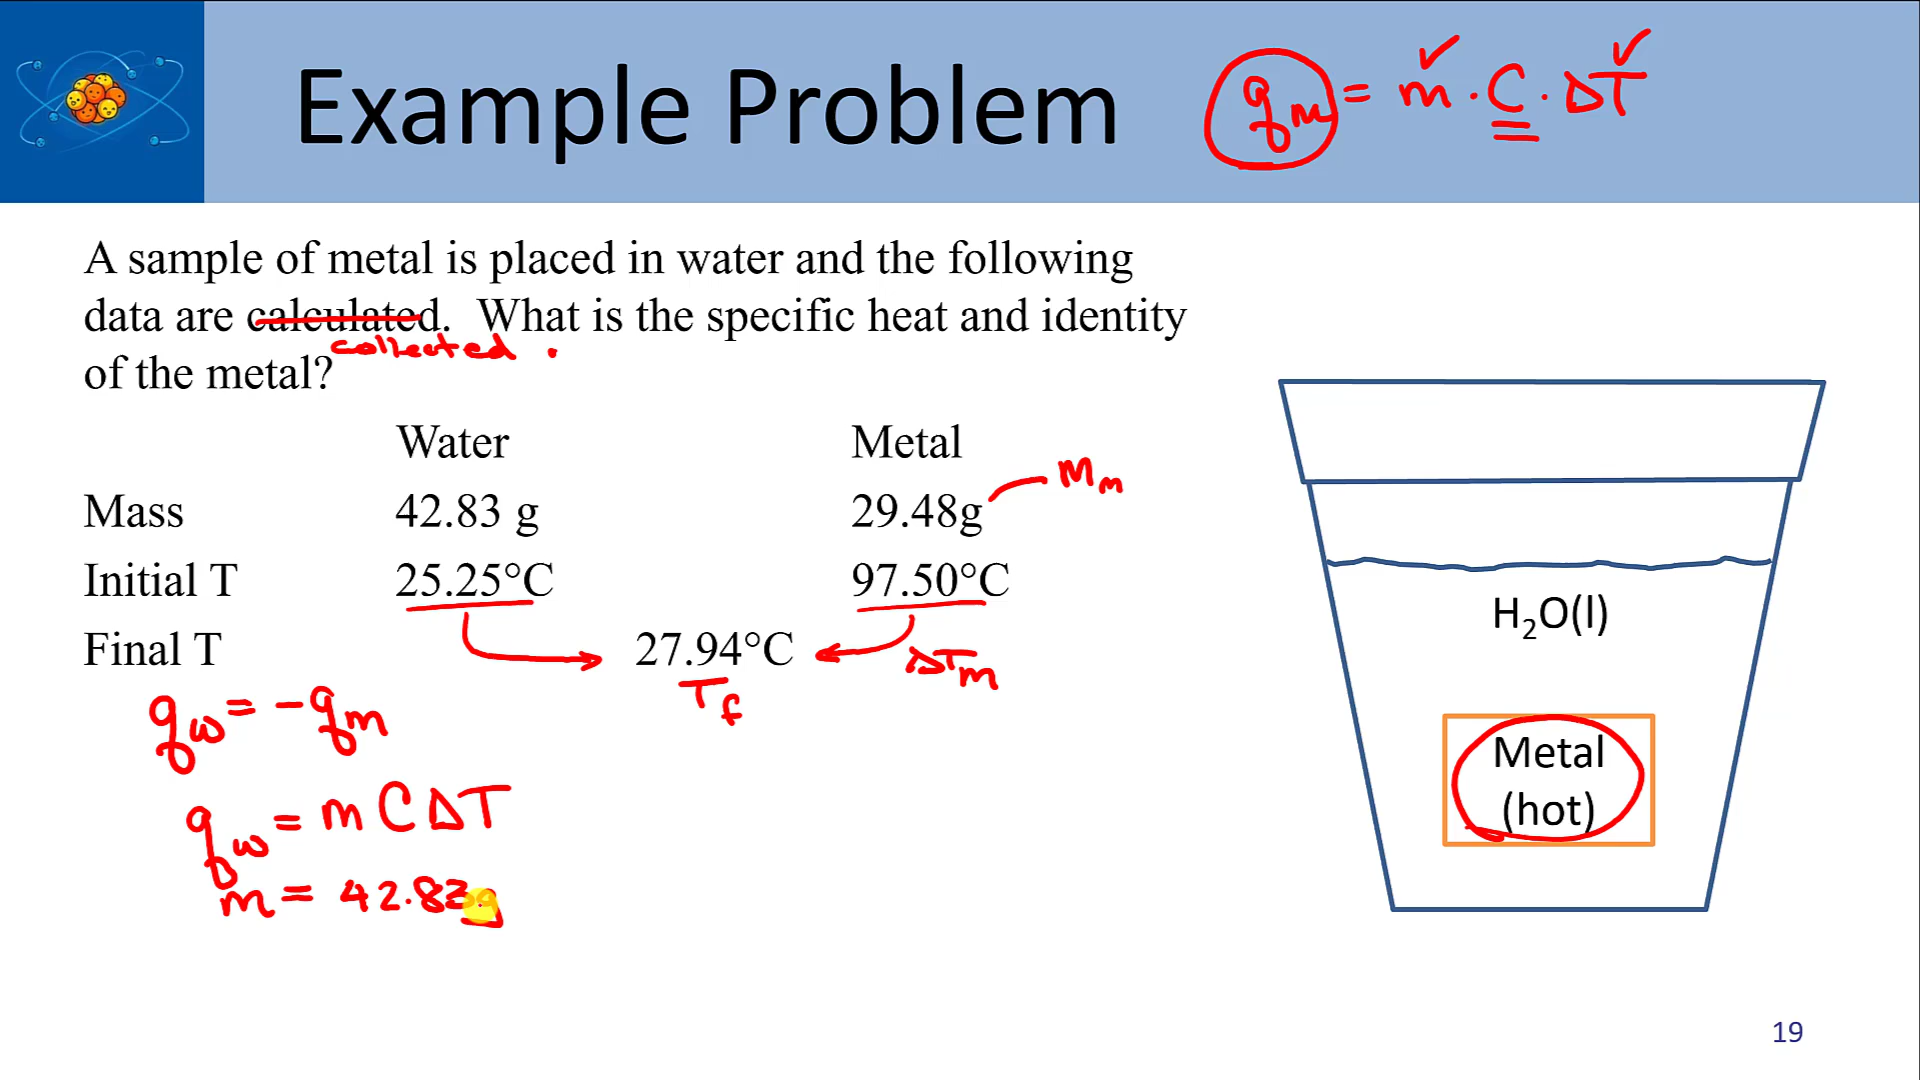 Example Problem
qm = m · C · ΔT
A sample of metal is placed in water and the following
data are calculated. What is the specific heat and identity
collected .
of the metal?
Water Metal
Mm
Mass 42.83 g 29.48g
Initial T 25.25°C 97.50°C
Final T 27.94°C
ΔTm
Tf
qw = -qm
qw = m C ΔT
m = 42.83g
H₂O(l)
Metal
(hot)
19